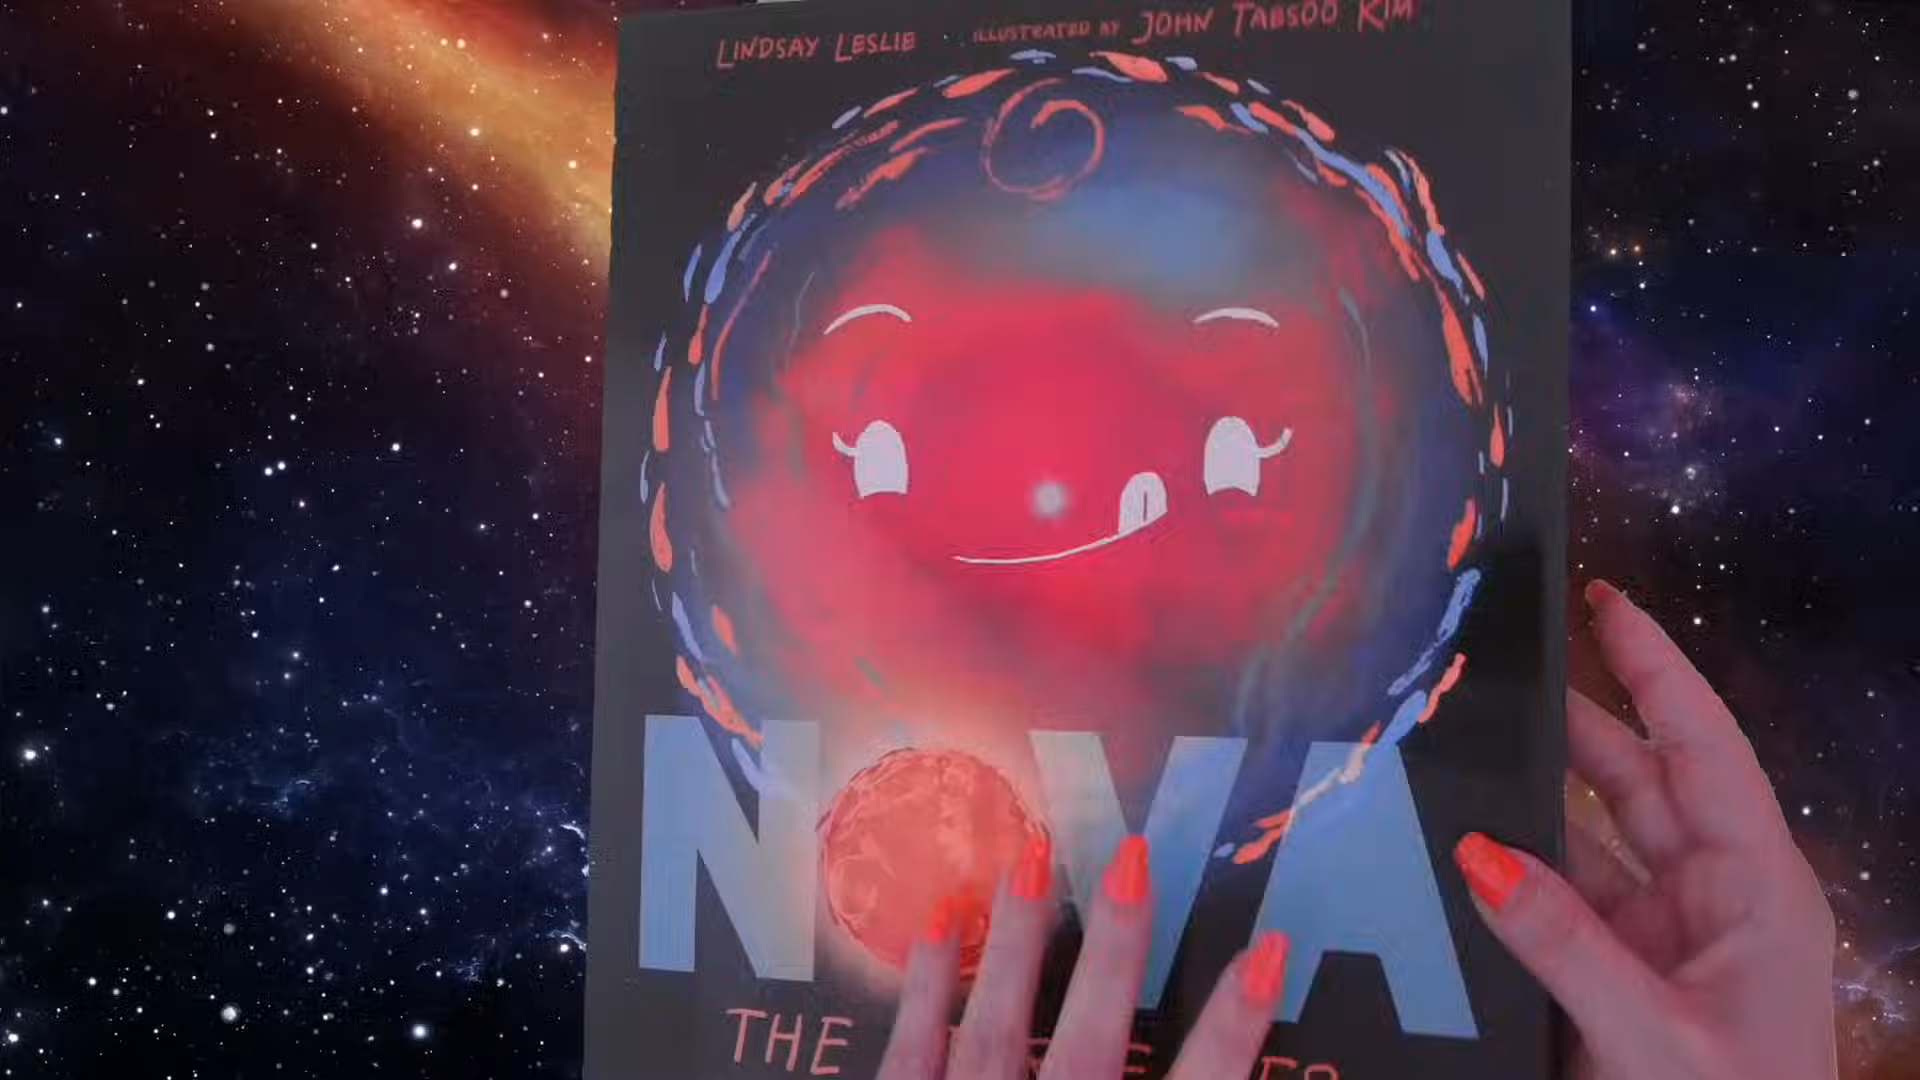 LINDSAY LESLIE ILLUSTRATED BY JOHN TABSOO KIM
NOVA
THE